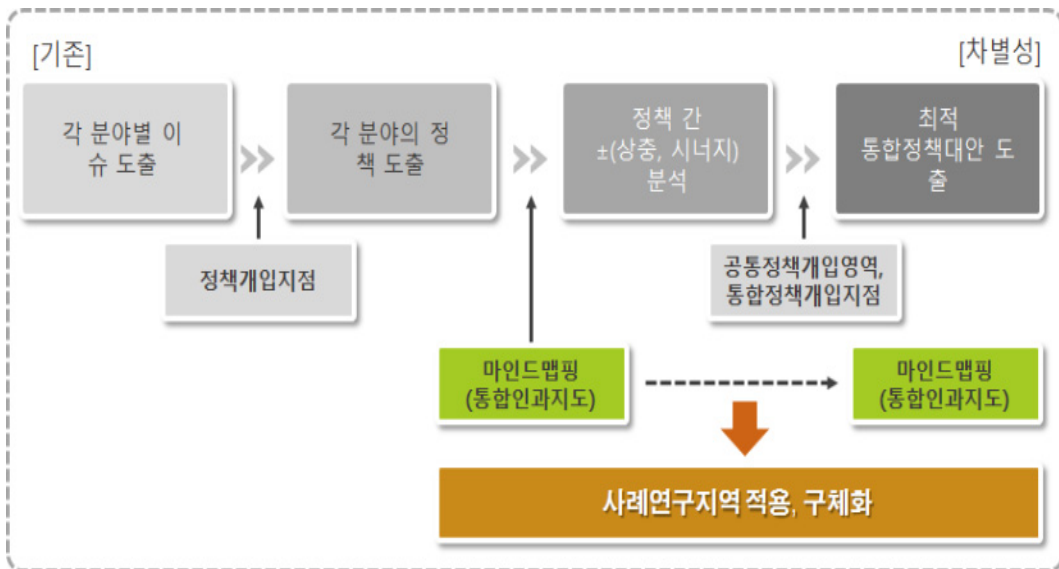 [기존]
[차별성]
각 분야별 이
슈 도출
각 분야의 정
책 도출
정책 간
±(상충, 시너지)
분석
최적
통합정책대안 도
출
정책개입지점
공통정책개입영역,
통합정책개입지점
마인드맵핑
(통합인과지도)
마인드맵핑
(통합인과지도)
사례연구지역 적용, 구체화